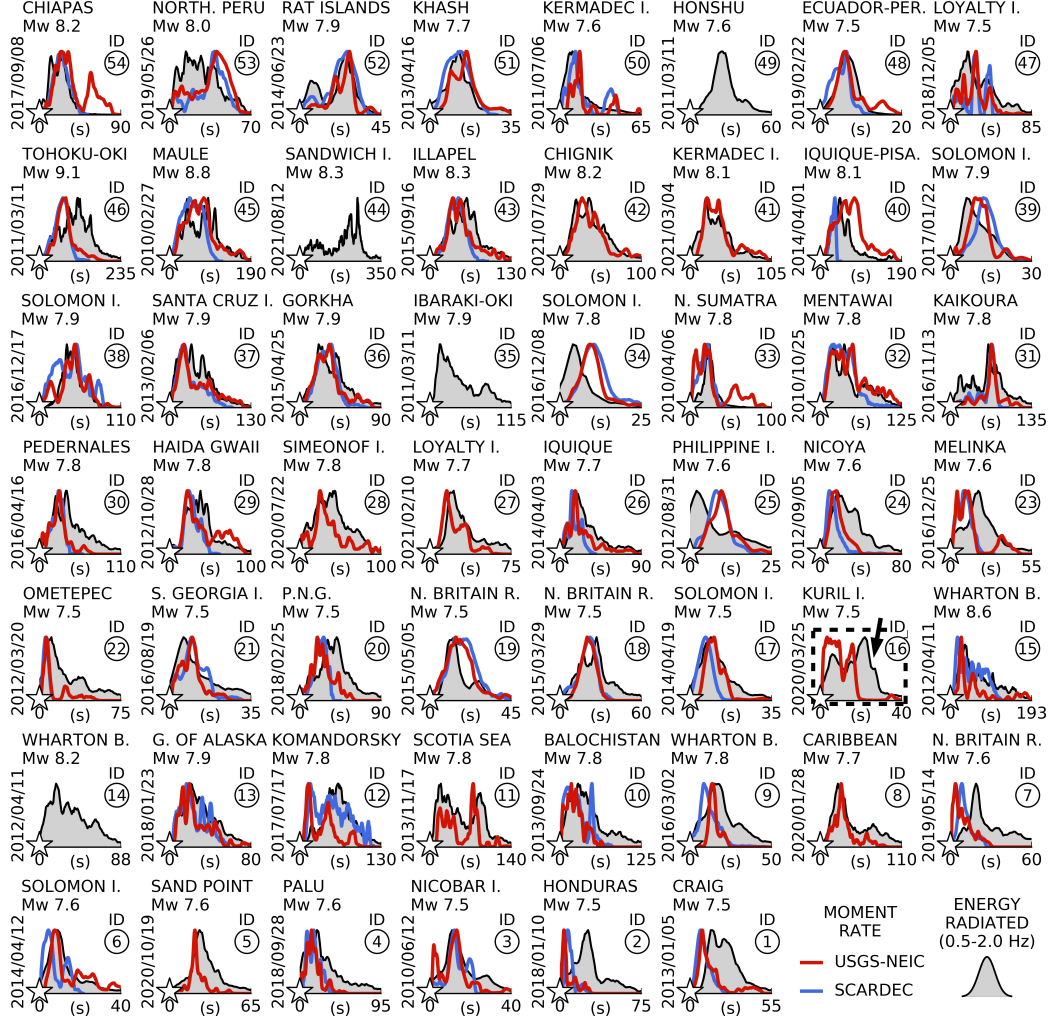 CHIAPAS
Mw 8.2
2017/09/08
ID
54
0 (s) 90
NORTH. PERU
Mw 8.0
2019/05/26
ID
53
0 (s) 70
RAT ISLANDS
Mw 7.9
2014/06/23
ID
52
0 (s) 45
KHASH
Mw 7.7
2013/04/16
ID
51
0 (s) 35
KERMADEC I.
Mw 7.6
2011/07/06
ID
50
0 (s) 65
HONSHU
Mw 7.6
2011/03/11
ID
49
0 (s) 60
ECUADOR-PER.
Mw 7.5
2019/02/22
ID
48
0 (s) 20
LOYALTY I.
Mw 7.5
2018/12/05
ID
47
0 (s) 85
TOHOKU-OKI
Mw 9.1
2011/03/11
ID
46
0 (s) 235
MAULE
Mw 8.8
2010/02/27
ID
45
0 (s) 190
SANDWICH I.
Mw 8.3
2021/08/12
ID
44
0 (s) 350
ILLAPEL
Mw 8.3
2015/09/16
ID
43
0 (s) 130
CHIGNIK
Mw 8.2
2021/07/29
ID
42
0 (s) 100
KERMADEC I.
Mw 8.1
2021/03/04
ID
41
0 (s) 105
IQUIQUE-PISA.
Mw 8.1
2014/04/01
ID
40
0 (s) 190
SOLOMON I.
Mw 7.9
2017/01/22
ID
39
0 (s) 30
SOLOMON I.
Mw 7.9
2016/12/17
ID
38
0 (s) 110
SANTA CRUZ I.
Mw 7.9
2013/02/06
ID
37
0 (s) 130
GORKHA
Mw 7.9
2015/04/25
ID
36
0 (s) 90
IBARAKI-OKI
Mw 7.9
2011/03/11
ID
35
0 (s) 115
SOLOMON I.
Mw 7.8
2016/12/08
ID
34
0 (s) 25
N. SUMATRA
Mw 7.8
2010/04/06
ID
33
0 (s) 100
MENTAWAI
Mw 7.8
2010/10/25
ID
32
0 (s) 125
KAIKOURA
Mw 7.8
2016/11/13
ID
31
0 (s) 135
PEDERNALES
Mw 7.8
2016/04/16
ID
30
0 (s) 110
HAIDA GWAII
Mw 7.8
2012/10/28
ID
29
0 (s) 100
SIMEONOF I.
Mw 7.8
2020/07/22
ID
28
0 (s) 100
LOYALTY I.
Mw 7.7
2021/02/10
ID
27
0 (s) 75
IQUIQUE
Mw 7.7
2014/04/03
ID
26
0 (s) 90
PHILIPPINE I.
Mw 7.6
2012/08/31
ID
25
0 (s) 25
NICOYA
Mw 7.6
2012/09/05
ID
24
0 (s) 80
MELINKA
Mw 7.6
2016/12/25
ID
23
0 (s) 55
OMETEPEC
Mw 7.5
2012/03/20
ID
22
0 (s) 75
S. GEORGIA I.
Mw 7.5
2016/08/19
ID
21
0 (s) 35
P.N.G.
Mw 7.5
2018/02/25
ID
20
0 (s) 90
N. BRITAIN R.
Mw 7.5
2015/05/05
ID
19
0 (s) 45
N. BRITAIN R.
Mw 7.5
2015/03/29
ID
18
0 (s) 60
SOLOMON I.
Mw 7.5
2014/04/11
ID
17
0 (s) 35
KURIL I.
Mw 7.5
2020/03/25
ID
16
0 (s) 40
WHARTON B.
Mw 8.6
2012/04/11
ID
15
0 (s) 193
WHARTON B.
Mw 8.2
2012/04/11
ID
14
0 (s) 88
G. OF ALASKA
Mw 7.9
2018/01/23
ID
13
0 (s) 80
KOMANDORSKY
Mw 7.8
2017/07/17
ID
12
0 (s) 130
SCOTIA SEA
Mw 7.8
2013/11/17
ID
11
0 (s) 140
BALOCHISTAN
Mw 7.8
2013/09/24
ID
10
0 (s) 125
WHARTON B.
Mw 7.8
2016/03/02
ID
9
0 (s) 50
CARIBBEAN
Mw 7.7
2020/01/28
ID
8
0 (s) 110
N. BRITAIN R.
Mw 7.6
2019/05/14
ID
7
0 (s) 60
SOLOMON I.
Mw 7.6
2014/04/12
ID
6
0 (s) 40
SAND POINT
Mw 7.6
2020/10/19
ID
5
0 (s) 65
PALU
Mw 7.6
2018/09/28
ID
4
0 (s) 95
NICOBAR I.
Mw 7.5
2010/06/12
ID
3
0 (s) 40
HONDURAS
Mw 7.5
2018/01/10
ID
2
0 (s) 75
CRAIG
Mw 7.5
2013/01/05
ID
1
0 (s) 55
MOMENT
RATE
USGS-NEIC
SCARDEC
ENERGY
RADIATED
(0.5-2.0 Hz)